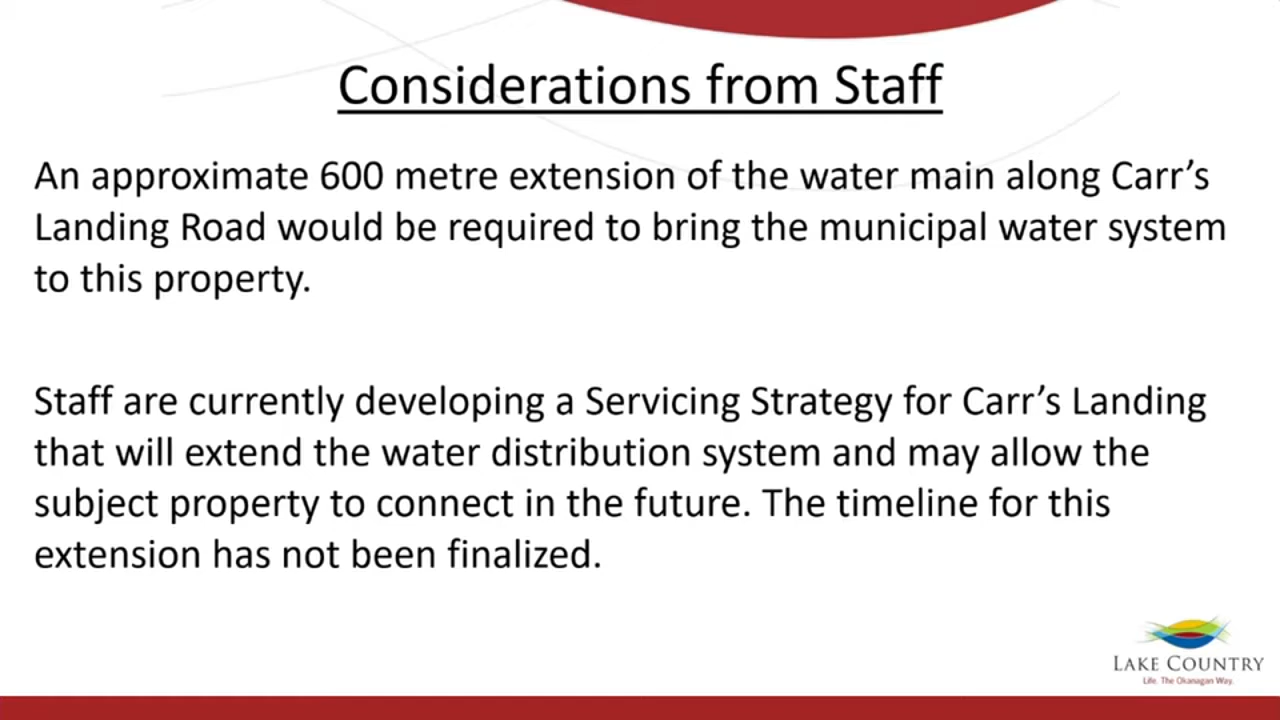 Considerations from Staff
An approximate 600 metre extension of the water main along Carr’s
Landing Road would be required to bring the municipal water system
to this property.
Staff are currently developing a Servicing Strategy for Carr’s Landing
that will extend the water distribution system and may allow the
subject property to connect in the future. The timeline for this
extension has not been finalized.
LAKE COUNTRY
Life. The Okanagan Way.